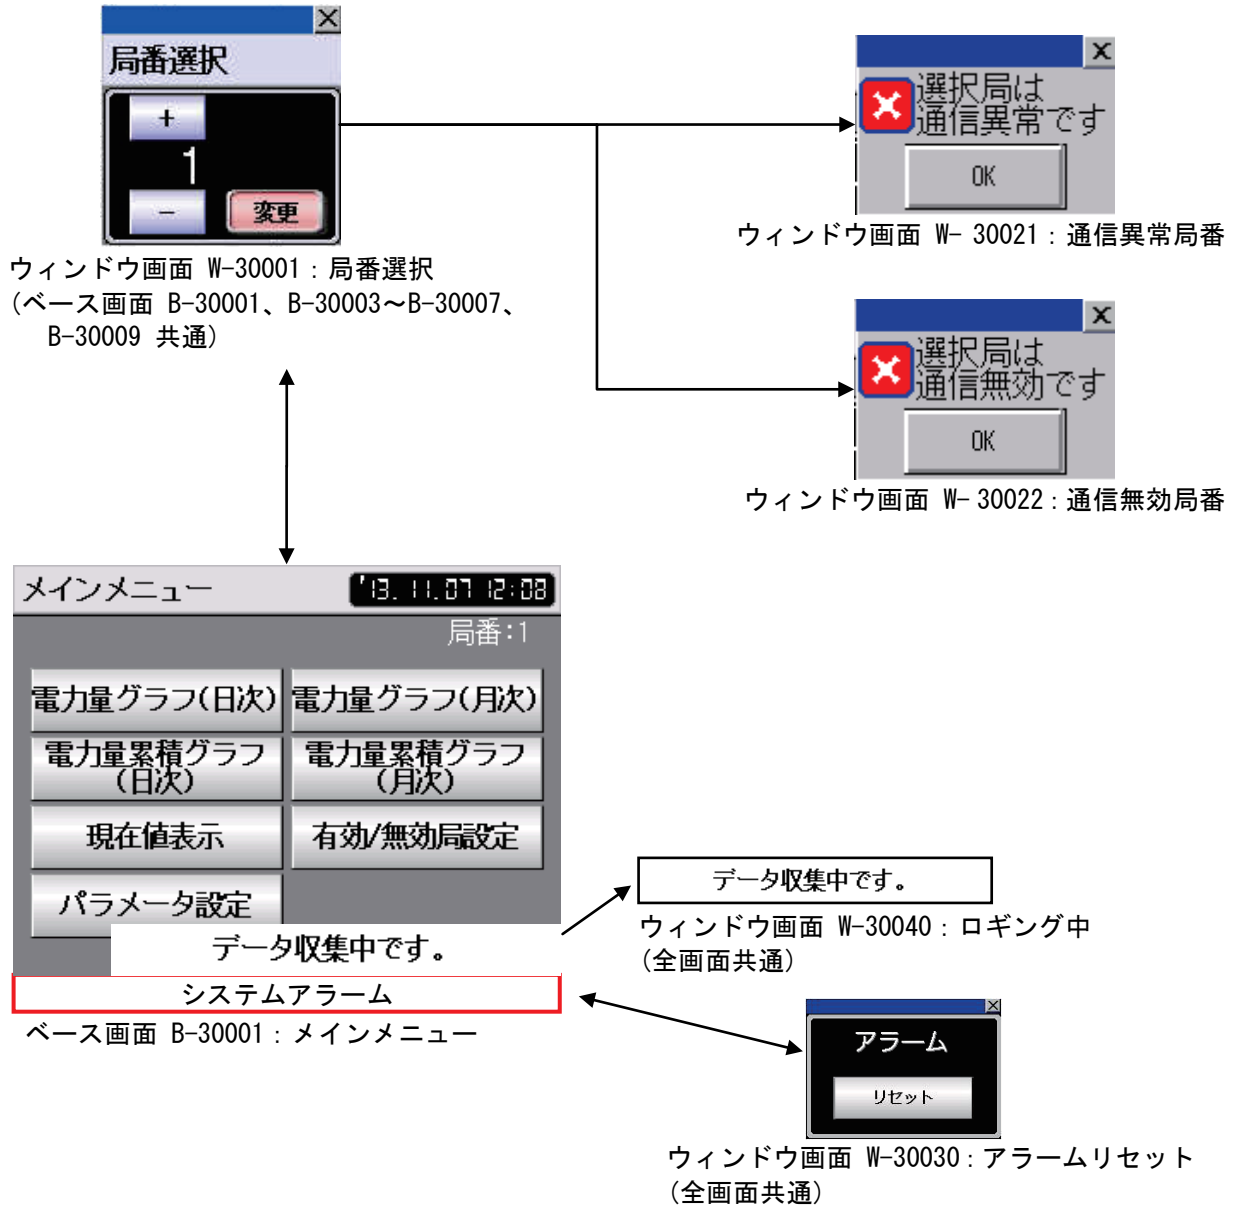 局番選択
+
1
-
変更
ウィンドウ画面 W-30001：局番選択
（ベース画面 B-30001、B-30003～B-30007、
B-30009 共通）
選択局は
通信異常です
OK
ウィンドウ画面 W- 30021：通信異常局番
選択局は
通信無効です
OK
ウィンドウ画面 W- 30022：通信無効局番
メインメニュー
'13. 11.07 12:08
局番:1
電力量グラフ(日次)
電力量グラフ(月次)
電力量累積グラフ
(日次)
電力量累積グラフ
(月次)
現在値表示
有効/無効局設定
パラメータ設定
データ収集中です。
システムアラーム
ベース画面 B-30001：メインメニュー
データ収集中です。
ウィンドウ画面 W-30040：ロギング中
（全画面共通）
アラーム
リセット
ウィンドウ画面 W-30030：アラームリセット
（全画面共通）